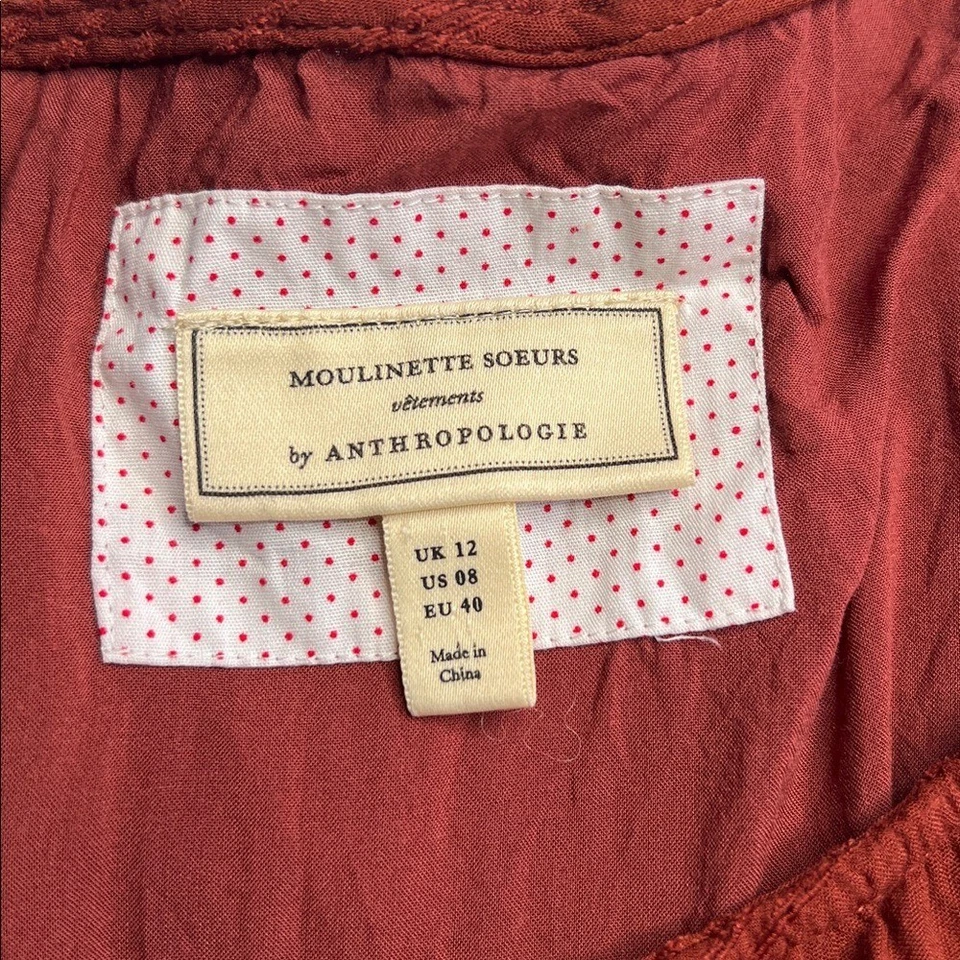 MOULINETTE SOEURS
vêtements
by ANTHROPOLOGIE
UK 12
US 08
EU 40
Made in
China